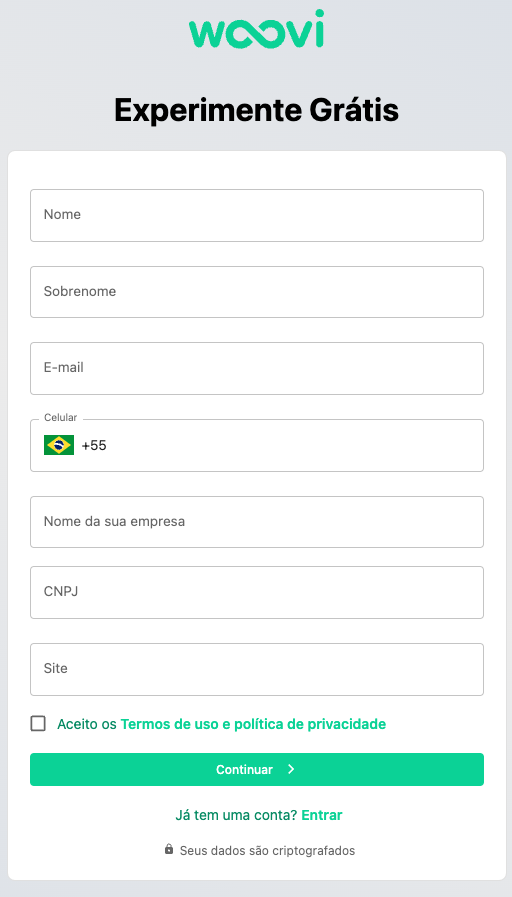 woovi
Experimente Grátis
Nome
Sobrenome
E-mail
Celular
+55
Nome da sua empresa
CNPJ
Site
Aceito os Termos de uso e política de privacidade
Continuar
Já tem uma conta? Entrar
Seus dados são criptografados